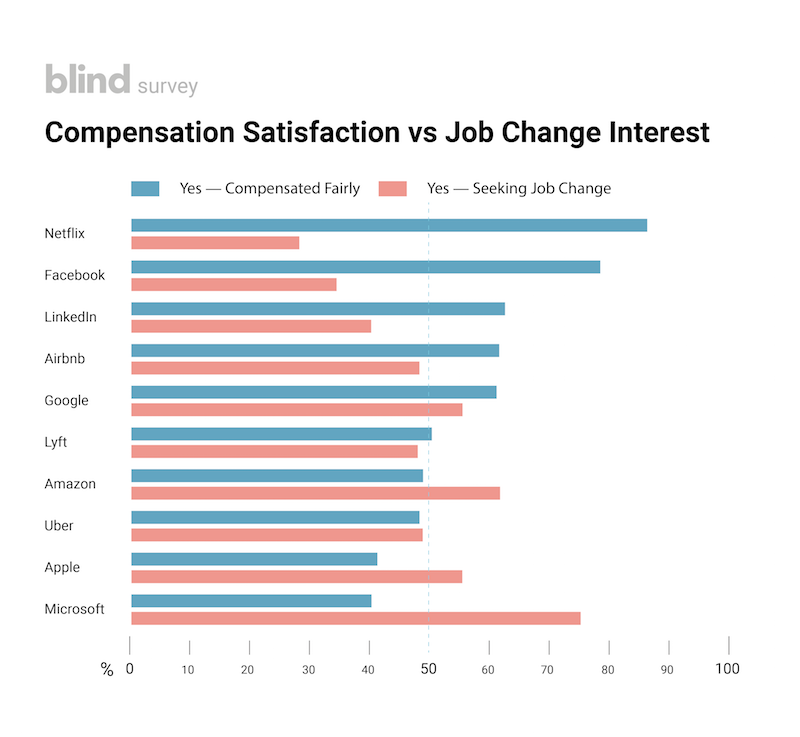 blind survey
Compensation Satisfaction vs Job Change Interest
Yes — Compensated Fairly Yes — Seeking Job Change
Netflix
Facebook
LinkedIn
Airbnb
Google
Lyft
Amazon
Uber
Apple
Microsoft
% 0 10 20 30 40 50 60 70 80 90 100